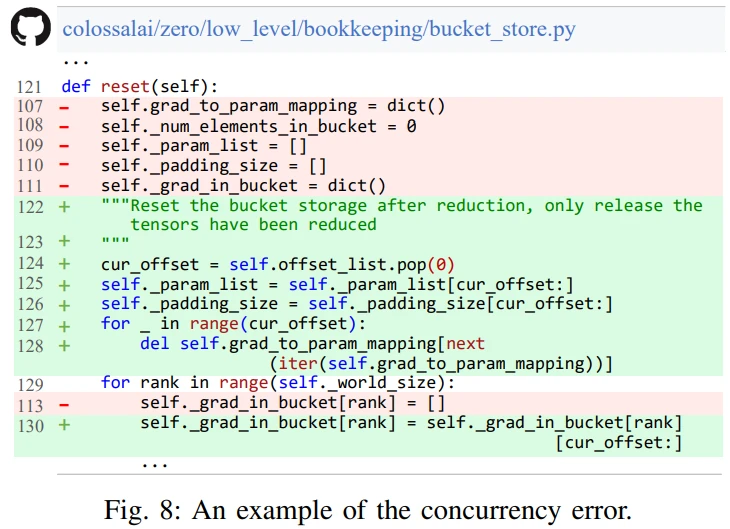 colossalai/zero/low_level/bookkeeping/bucket_store.py
...
121 def reset(self):
107 - self.grad_to_param_mapping = dict()
108 - self._num_elements_in_bucket = 0
109 - self._param_list = []
110 - self._padding_size = []
111 - self._grad_in_bucket = dict()
122 + """Reset the bucket storage after reduction, only release the
tensors have been reduced
123 + """
124 + cur_offset = self.offset_list.pop(0)
125 + self._param_list = self._param_list[cur_offset:]
126 + self._padding_size = self._padding_size[cur_offset:]
127 + for _ in range(cur_offset):
128 + del self.grad_to_param_mapping[next
(iter(self.grad_to_param_mapping))]
129 for rank in range(self._world_size):
113 - self._grad_in_bucket[rank] = []
130 + self._grad_in_bucket[rank] = self._grad_in_bucket[rank]
[cur_offset:]
...
Fig. 8: An example of the concurrency error.